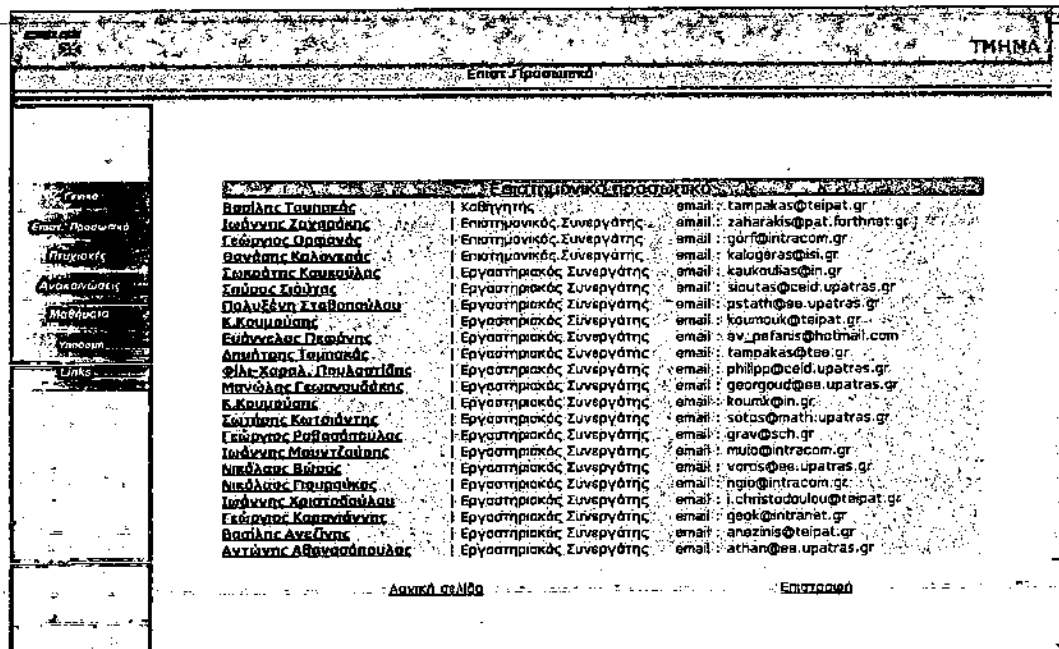 ΤΜΗΜΑ
Επιστ. Προσωπικό
Γενικά
Επιστ. Προσωπικό
Πτυχιακές
Ανακοινώσεις
Μαθήματα
Υποδομή
Links
Επιστημονικό προσωπικό
Βασίλης Ταμπακάς | Καθηγητής email : tampakas@teipat.gr
Ιωάννης Ζαχαράκης | Επιστημονικός Συνεργάτης email : zaharakis@pat.forthnet.gr
Γεώργιος Ορφανός | Επιστημονικός Συνεργάτης email : gorf@intracom.gr
Θανάσης Καλογεράς | Επιστημονικός Συνεργάτης email : kalogeras@isi.gr
Σωκράτης Καυκούλας | Εργαστηριακός Συνεργάτης email : kaukoulias@in.gr
Σπύρος Σιούτας | Εργαστηριακός Συνεργάτης email : sioutas@ceid.upatras.gr
Πολυξένη Σταθοπούλου | Εργαστηριακός Συνεργάτης email : pstath@ee.upatras.gr
Κ.Κουμούσης | Εργαστηριακός Συνεργάτης email : koumouk@teipat.gr
Ευάγγελος Πεφάνης | Εργαστηριακός Συνεργάτης email : ev_pefanis@hotmail.com
Δημήτρης Ταμπακάς | Εργαστηριακός Συνεργάτης email : tampakas@tee.gr
Φίλ-Χαραλ. Πουλαντίδης | Εργαστηριακός Συνεργάτης email : philipp@ceid.upatras.gr
Μανώλης Γεωργουδάκης | Εργαστηριακός Συνεργάτης email : georgoud@ee.upatras.gr
Κ.Κουμούσης | Εργαστηριακός Συνεργάτης email : koumk@in.gr
Σωτήρης Κωτσιάντης | Εργαστηριακός Συνεργάτης email : sotos@math.upatras.gr
Γεώργιος Ραβασόπουλος | Εργαστηριακός Συνεργάτης email : grav@sch.gr
Ιωάννης Μουντζούρης | Εργαστηριακός Συνεργάτης email : muio@intracom.gr
Νικόλαος Βώρος | Εργαστηριακός Συνεργάτης email : voros@ee.upatras.gr
Νικόλαος Γιουρούκος | Εργαστηριακός Συνεργάτης email : ngio@intracom.gr
Ιωάννης Χριστοδούλου | Εργαστηριακός Συνεργάτης email : i.christodoulou@teipat.gr
Γεώργιος Καραγιάννης | Εργαστηριακός Συνεργάτης email : geok@intranet.gr
Βασίλης Ανεζίνης | Εργαστηριακός Συνεργάτης email : anezinis@teipat.gr
Αντώνης Αθανασόπουλος | Εργαστηριακός Συνεργάτης email : athan@ee.upatras.gr
Αρχική σελίδα Επιστροφή